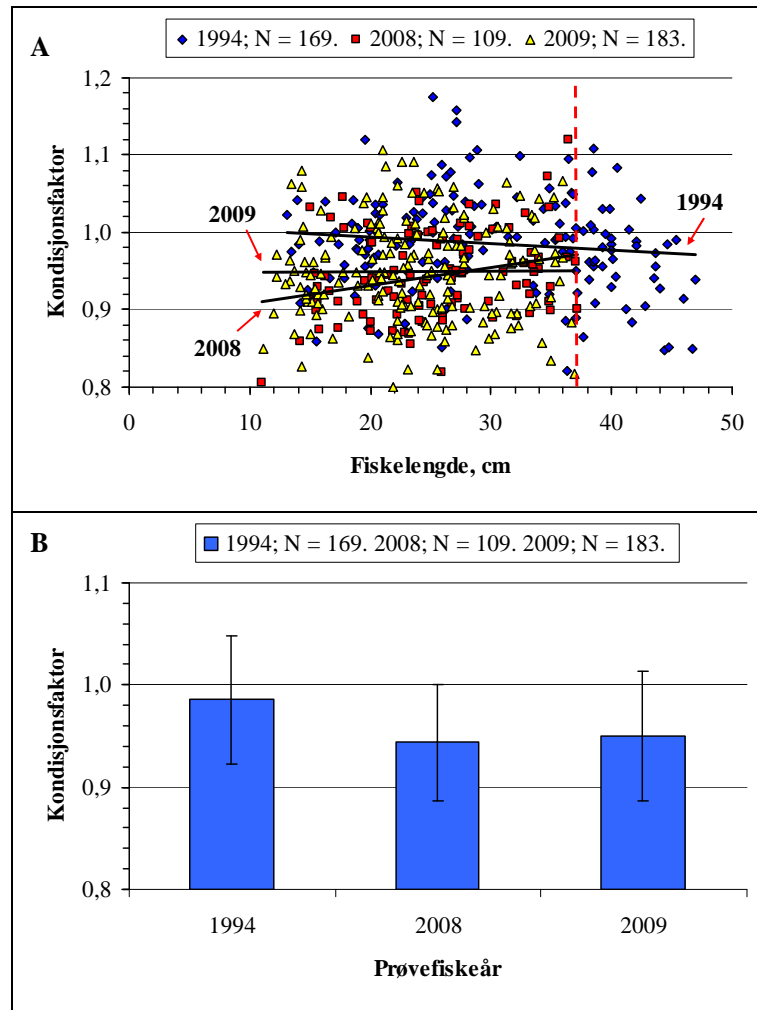 A
1994; N = 169. 2008; N = 109. 2009; N = 183.
1,2
1,1
1,0
0,9
0,8
Kondisjonsfaktor
2009
2008
1994
0 10 20 30 40 50
Fiskelengde, cm
B
1994; N = 169. 2008; N = 109. 2009; N = 183.
1,1
1,0
0,9
0,8
Kondisjonsfaktor
1994 2008 2009
Prøvefiskeår